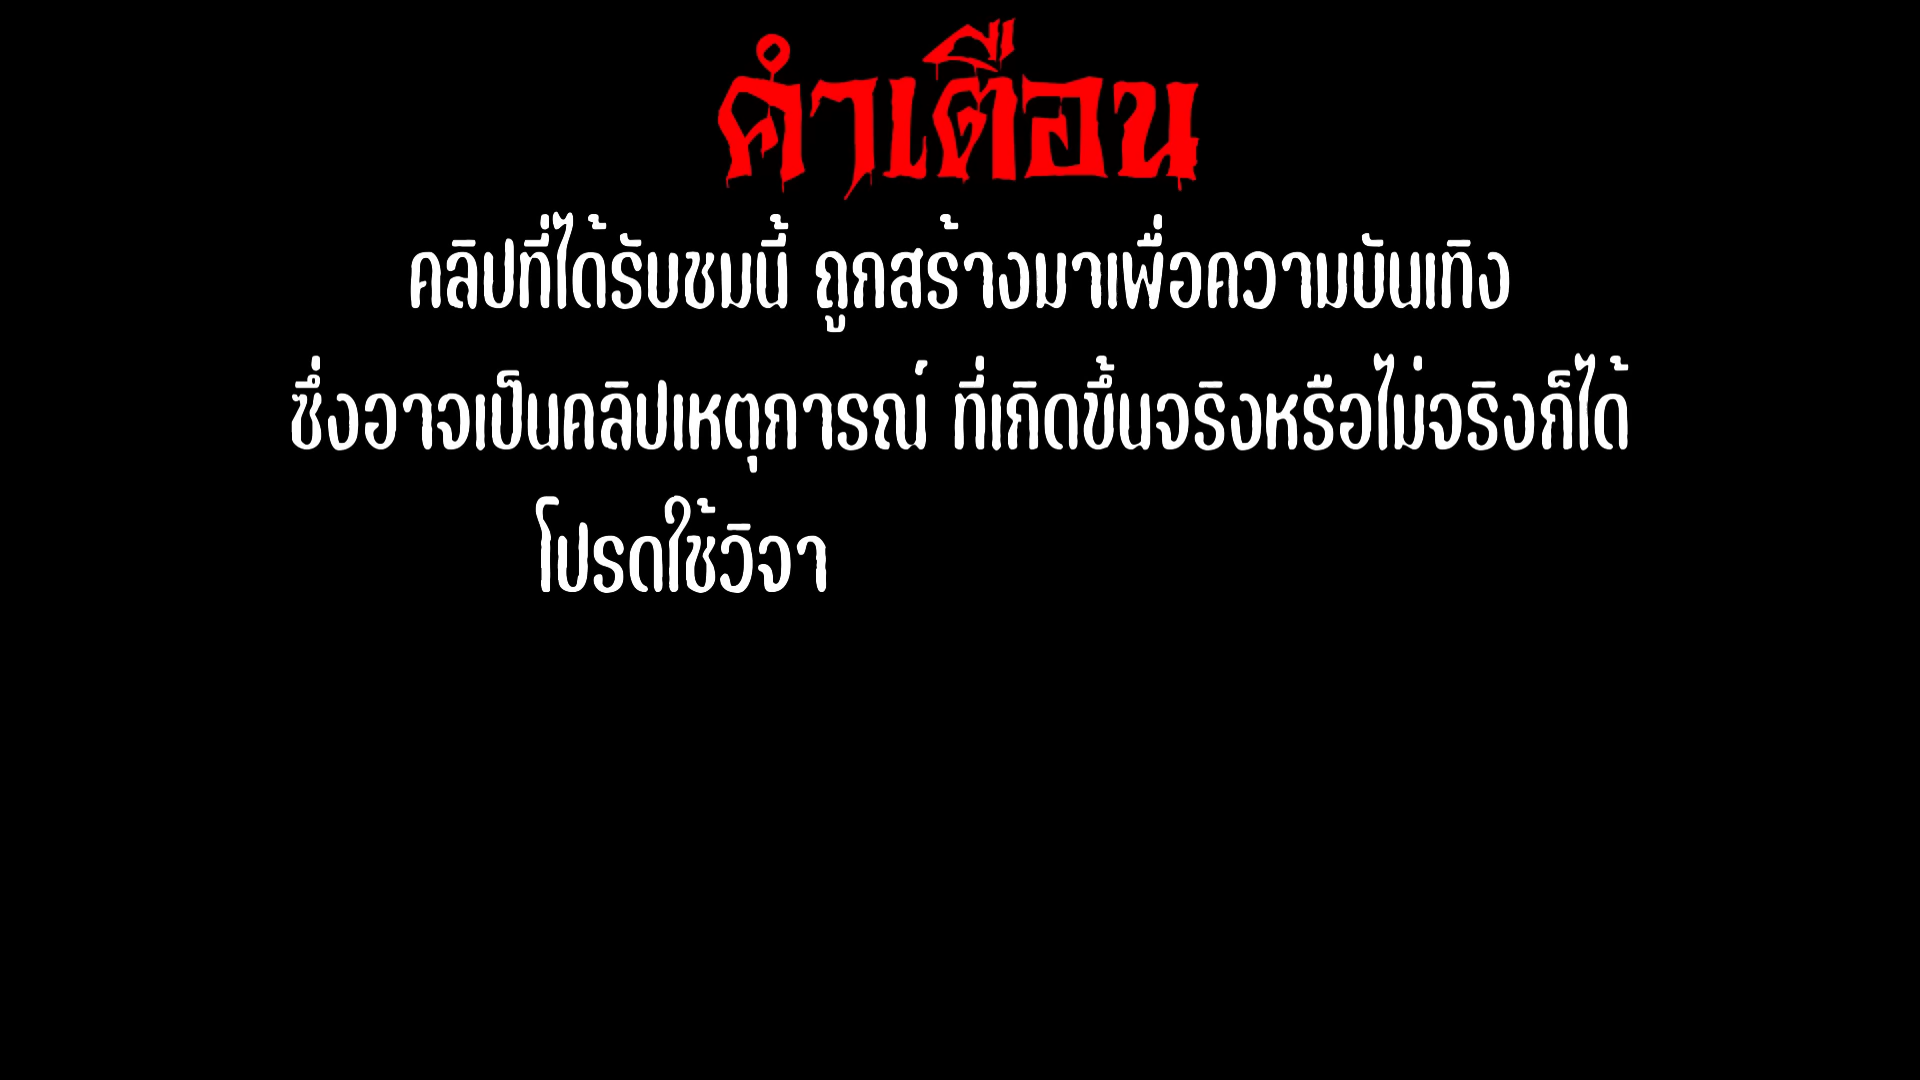 คำเตือน
คลิปที่ได้รับชมนี้ ถูกสร้างมาเพื่อความบันเทิง
ซึ่งอาจเป็นคลิปเหตุการณ์ ที่เกิดขึ้นจริงหรือไม่จริงก็ได้
โปรดใช้วิจา